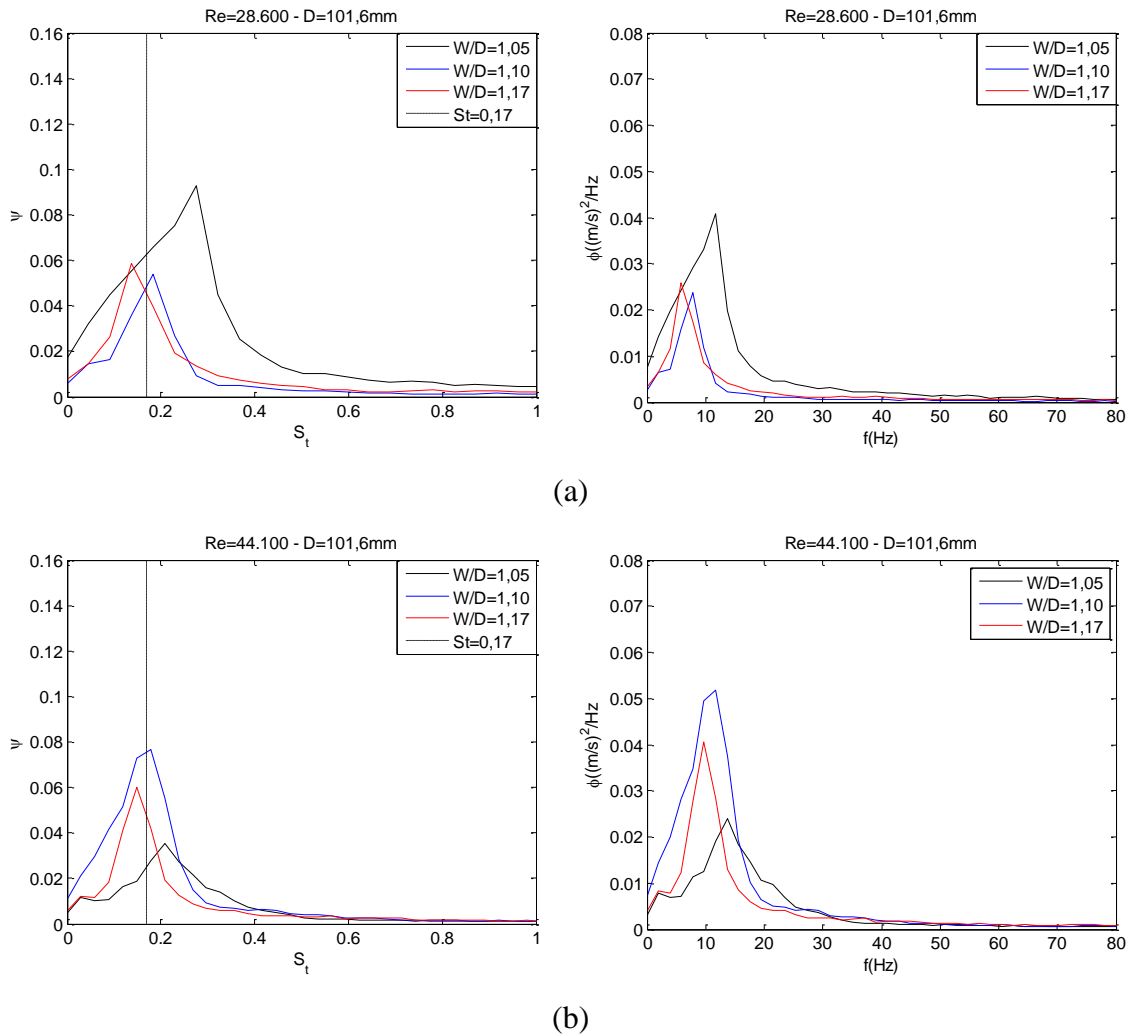 Re=28.600 - D=101,6mm
0.16
0.14
0.12
0.1
0.08
0.06
0.04
0.02
0
ψ
0 0.2 0.4 0.6 0.8 1
S_t
W/D=1,05
W/D=1,10
W/D=1,17
St=0,17
Re=28.600 - D=101,6mm
0.08
0.07
0.06
0.05
0.04
0.03
0.02
0.01
0
ϕ((m/s)²/Hz
0 10 20 30 40 50 60 70 80
f(Hz)
W/D=1,05
W/D=1,10
W/D=1,17
(a)
Re=44.100 - D=101,6mm
0.16
0.14
0.12
0.1
0.08
0.06
0.04
0.02
0
ψ
0 0.2 0.4 0.6 0.8 1
S_t
W/D=1,05
W/D=1,10
W/D=1,17
St=0,17
Re=44.100 - D=101,6mm
0.08
0.07
0.06
0.05
0.04
0.03
0.02
0.01
0
ϕ((m/s)²/Hz
0 10 20 30 40 50 60 70 80
f(Hz)
W/D=1,05
W/D=1,10
W/D=1,17
(b)